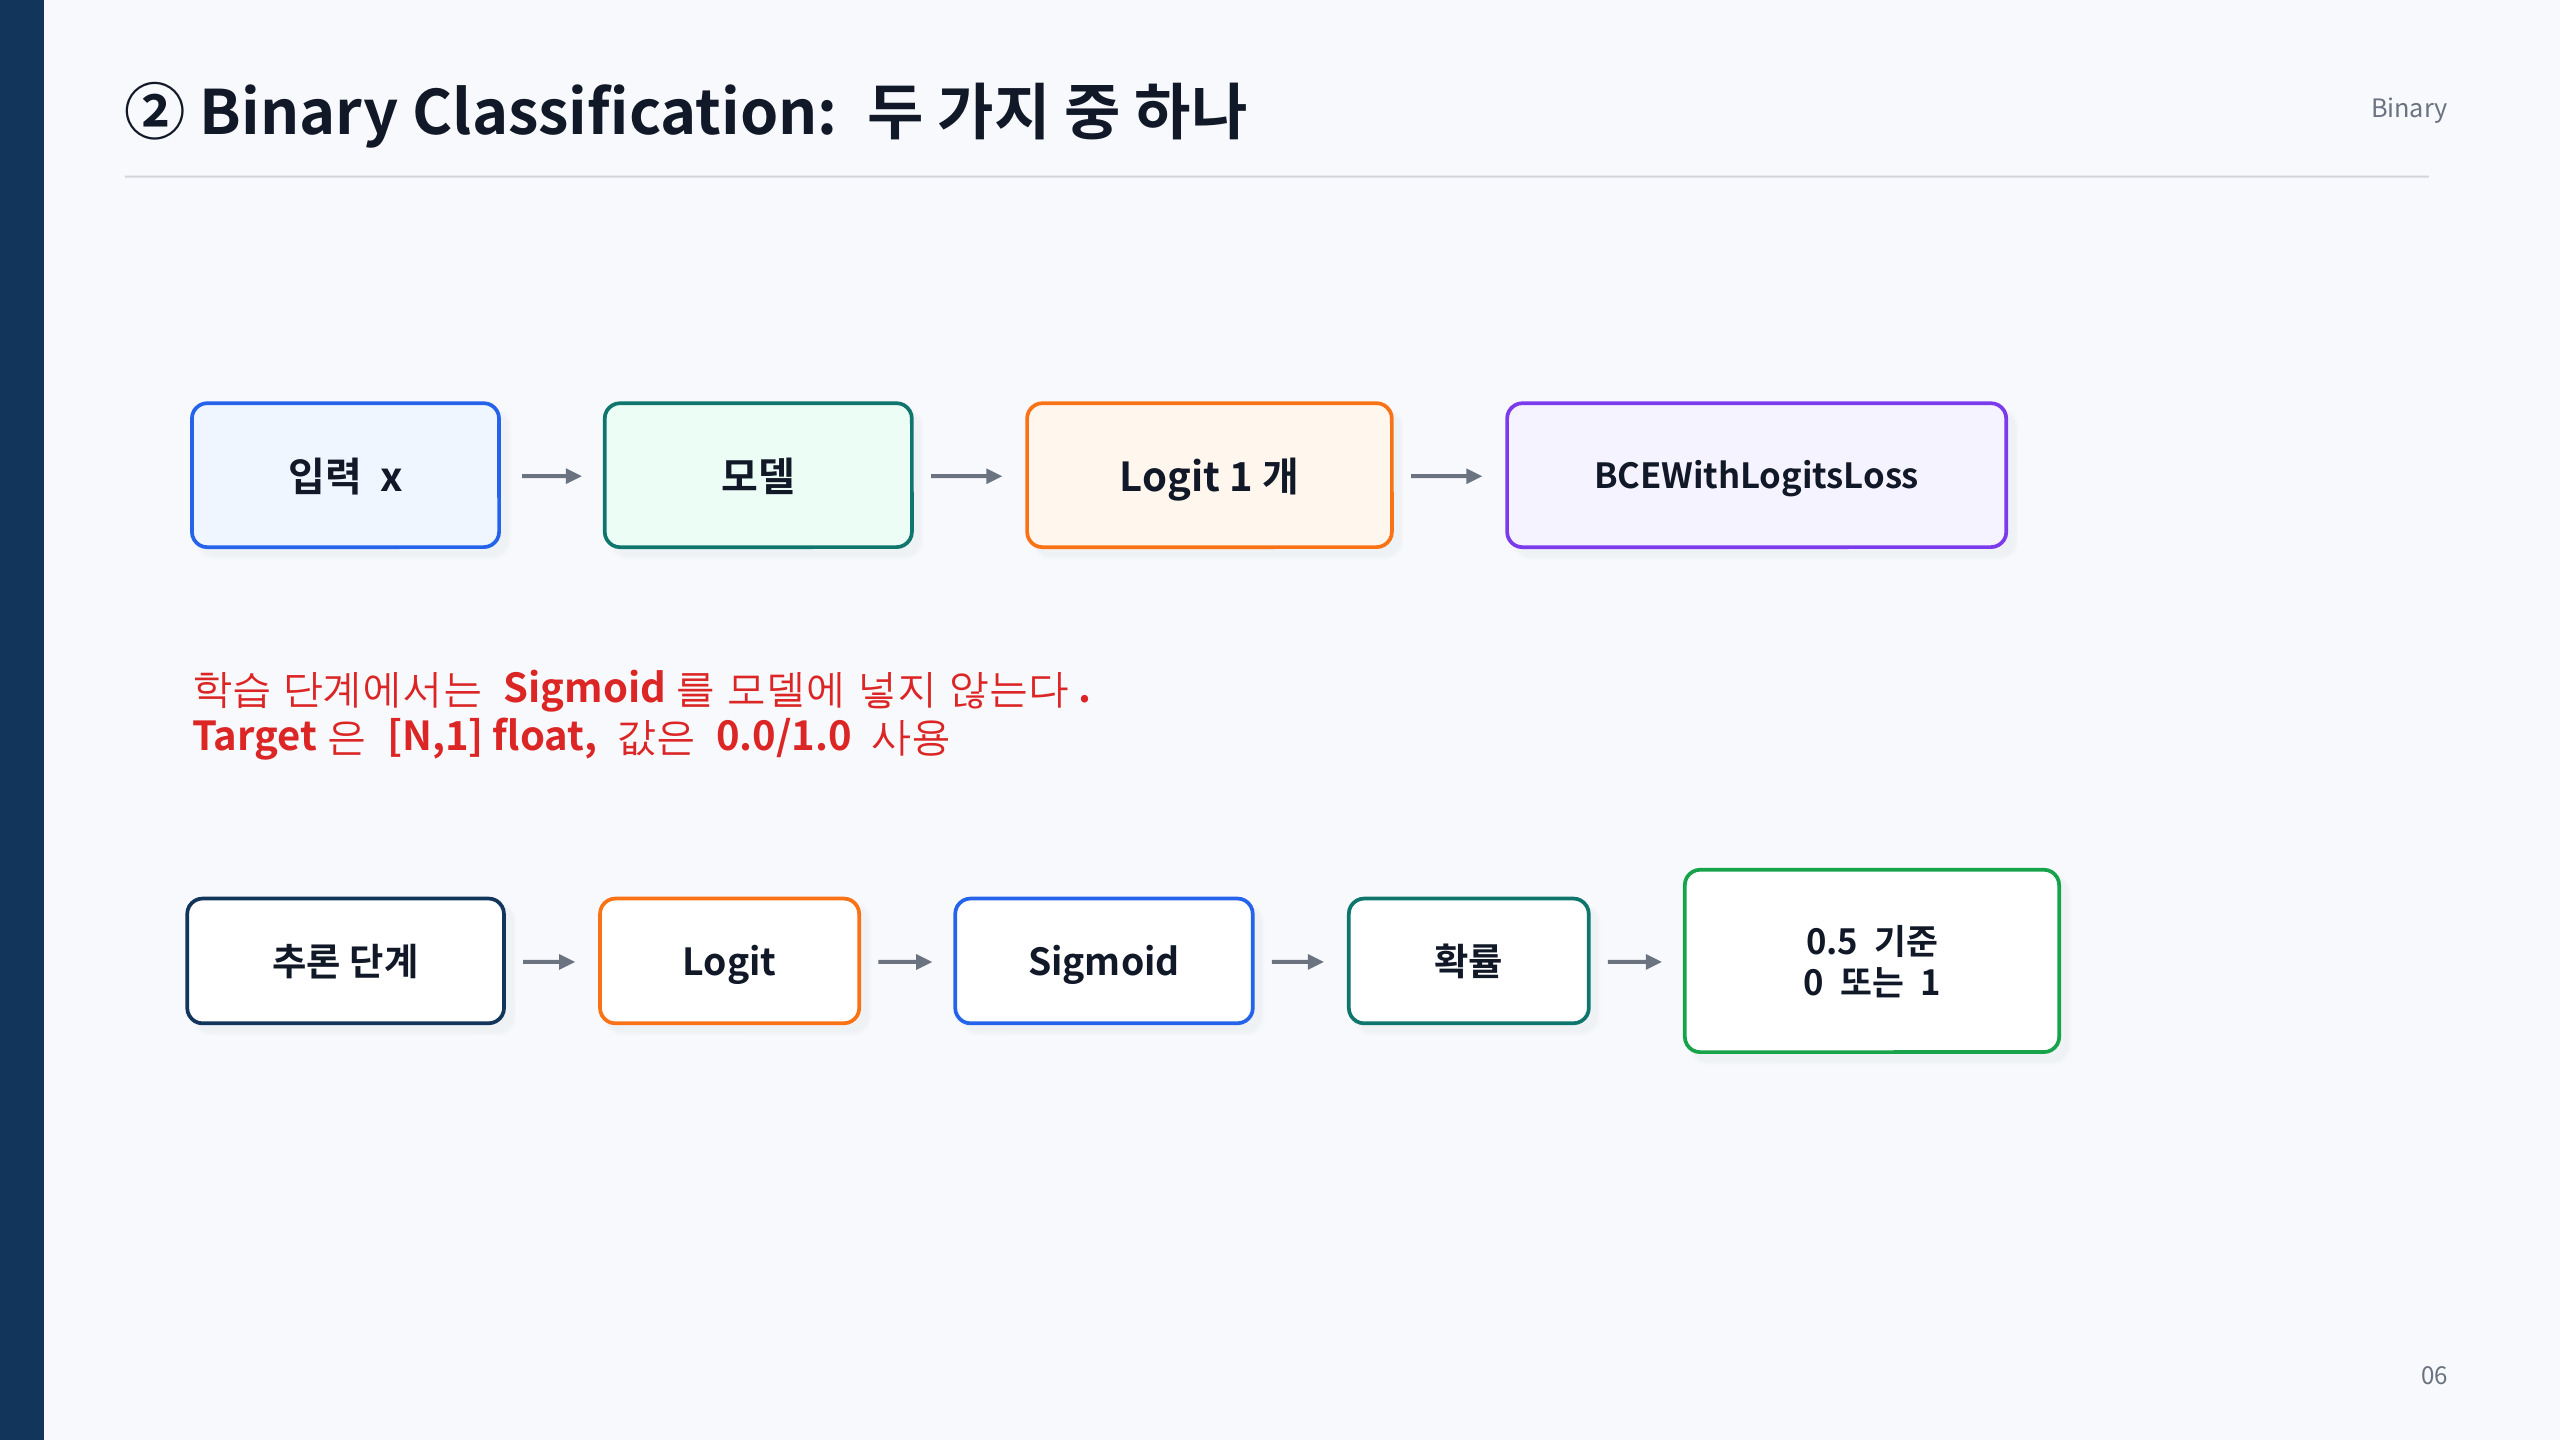 ② Binary Classification: 두 가지 중 하나
Binary
입력 x
모델
Logit 1 개
BCEWithLogitsLoss
학습 단계에서는 Sigmoid 를 모델에 넣지 않는다 .
Target 은 [N,1] float, 값은 0.0/1.0 사용
추론 단계
Logit
Sigmoid
확률
0.5 기준
0 또는 1
06